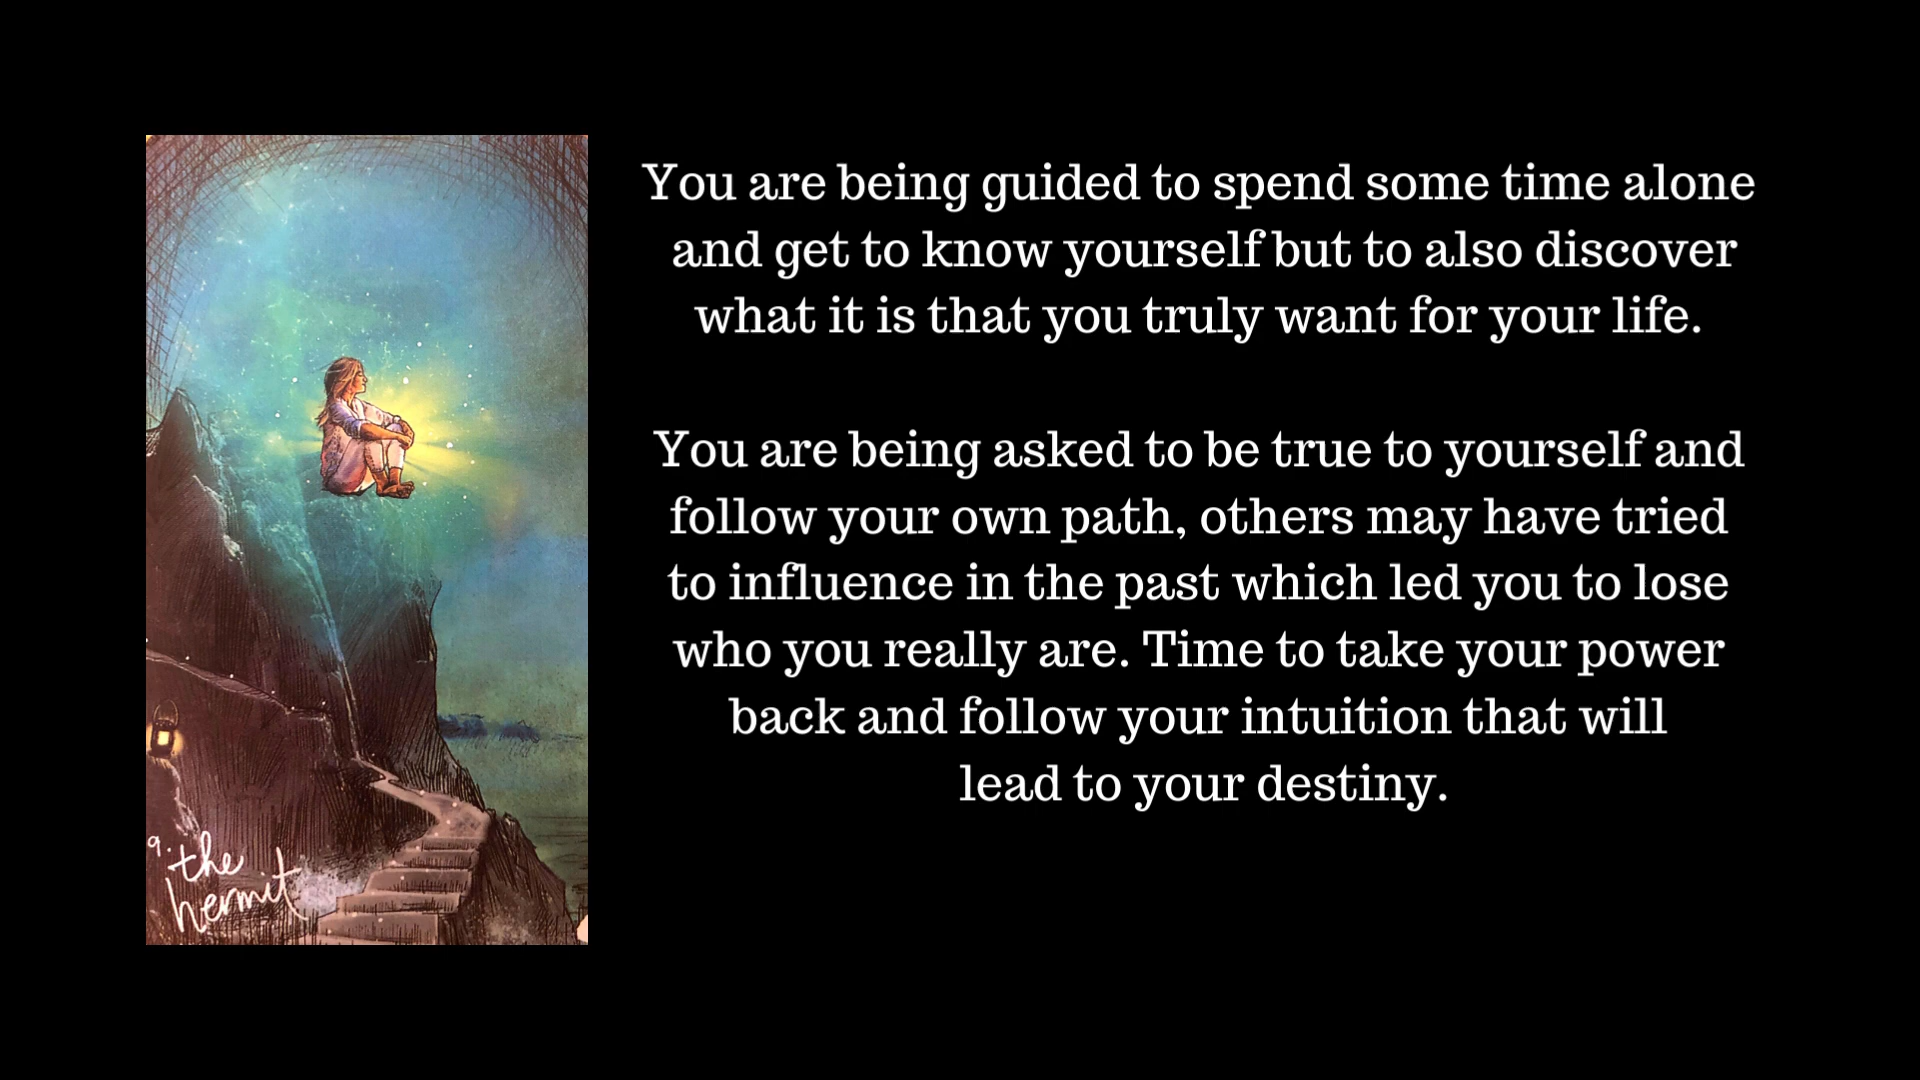 You are being guided to spend some time alone
and get to know yourself but to also discover
what it is that you truly want for your life.
You are being asked to be true to yourself and
follow your own path, others may have tried
to influence in the past which led you to lose
who you really are. Time to take your power
back and follow your intuition that will
lead to your destiny.
9. the
hermit